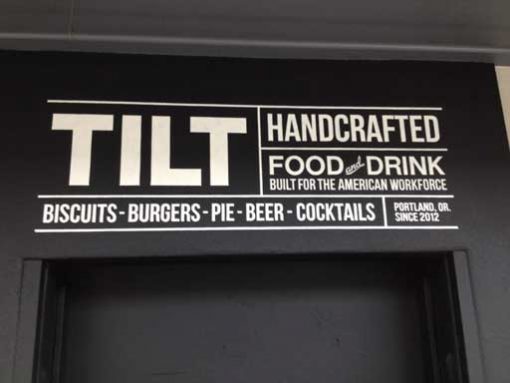 TILT
HANDCRAFTED
FOOD and DRINK
BUILT FOR THE AMERICAN WORKFORCE
BISCUITS - BURGERS - PIE - BEER - COCKTAILS
PORTLAND, OR.
SINCE 2012